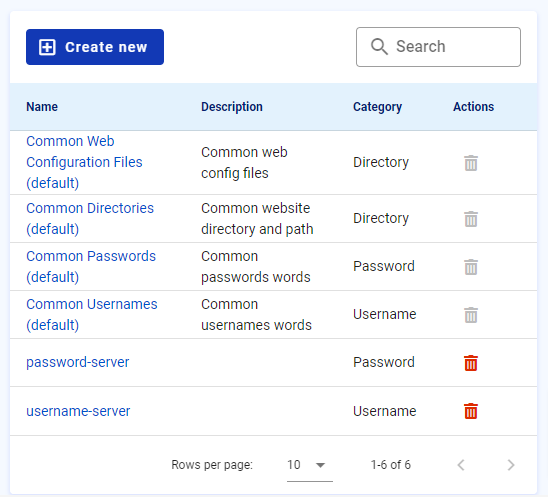 Create new
Search
Name Description Category Actions
Common Web
Configuration Files
(default)
Common web
config files
Directory
Common Directories
(default)
Common website
directory and path
Directory
Common Passwords
(default)
Common
passwords words
Password
Common Usernames
(default)
Common
usernames words
Username
password-server Password
username-server Username
Rows per page: 10 1-6 of 6